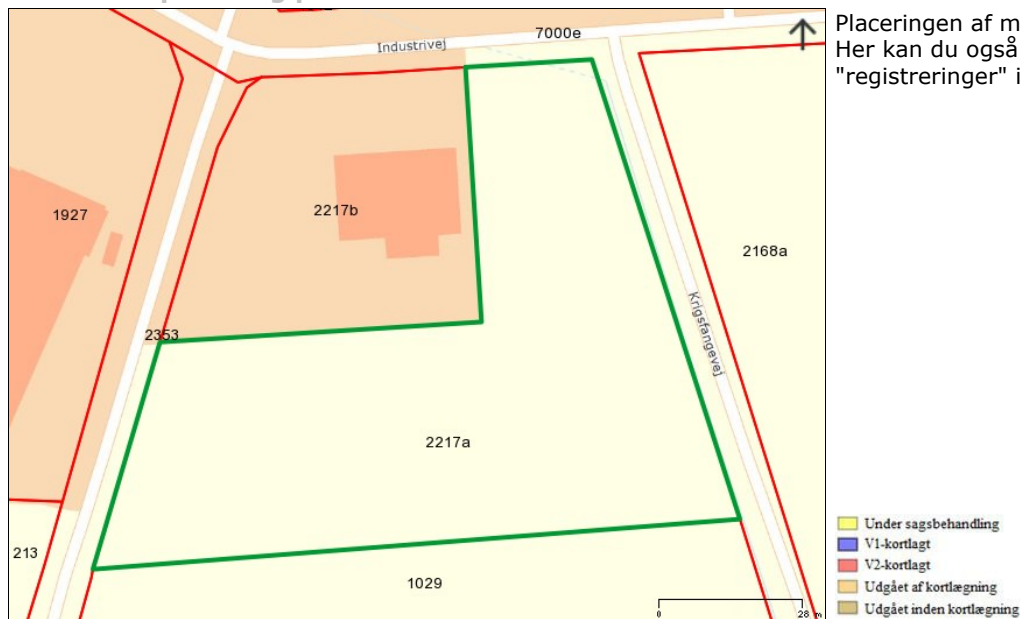 Placeringen af m
Her kan du også
"registreringer" i
7000e
Industrivej
1927
2217b
2168a
2353
Krigsfangevej
2217a
213
1029
0 28 m
Under sagsbehandling
V1-kortlagt
V2-kortlagt
Udgået af kortlægning
Udgået inden kortlægning